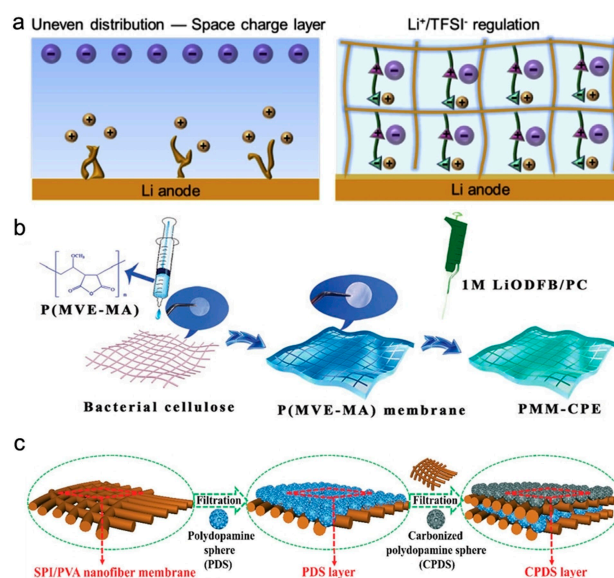 a
Uneven distribution — Space charge layer
Li⁺/TFSI⁻ regulation
Li anode
Li anode
b
OCH₃
P(MVE-MA)
1M LiODFB/PC
Bacterial cellulose
P(MVE-MA) membrane
PMM-CPE
c
Filtration
Polydopamine
sphere
(PDS)
Filtration
Carbonized
polydopamine sphere
(CPDS)
SPI/PVA nanofiber membrane
PDS layer
CPDS layer